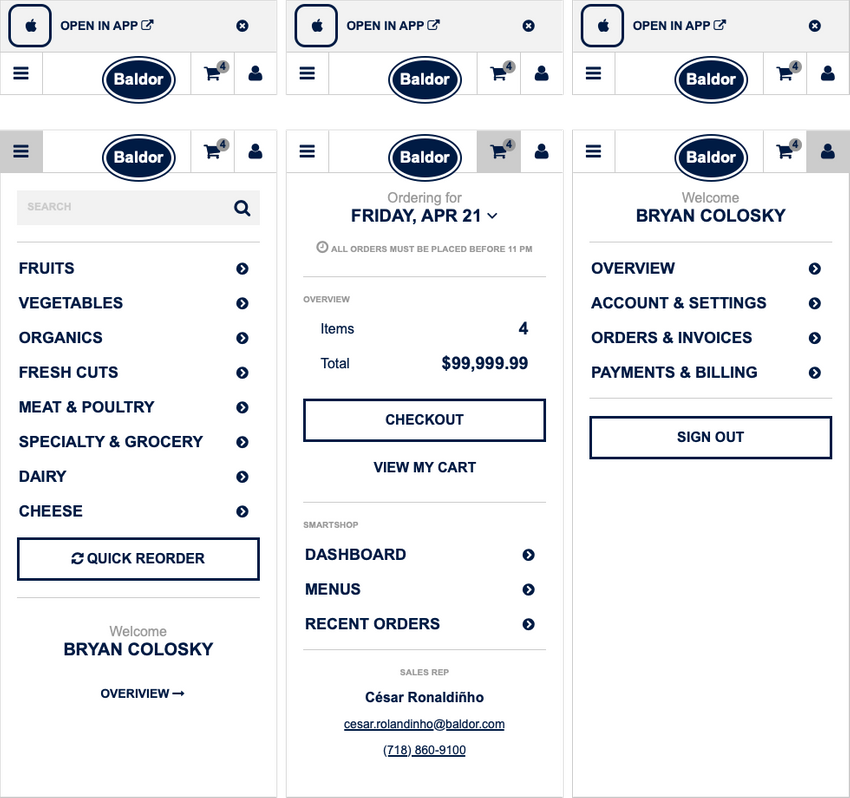 OPEN IN APP
Baldor
4
OPEN IN APP
Baldor
4
OPEN IN APP
Baldor
4
Baldor
4
SEARCH
FRUITS
VEGETABLES
ORGANICS
FRESH CUTS
MEAT & POULTRY
SPECIALTY & GROCERY
DAIRY
CHEESE
QUICK REORDER
Welcome
BRYAN COLOSKY
OVERIVIEW
Baldor
4
Ordering for
FRIDAY, APR 21
ALL ORDERS MUST BE PLACED BEFORE 11 PM
OVERVIEW
Items 4
Total $99,999.99
CHECKOUT
VIEW MY CART
SMARTSHOP
DASHBOARD
MENUS
RECENT ORDERS
SALES REP
César Ronaldiñho
cesar.rolandinho@baldor.com
(718) 860-9100
Baldor
4
Welcome
BRYAN COLOSKY
OVERVIEW
ACCOUNT & SETTINGS
ORDERS & INVOICES
PAYMENTS & BILLING
SIGN OUT